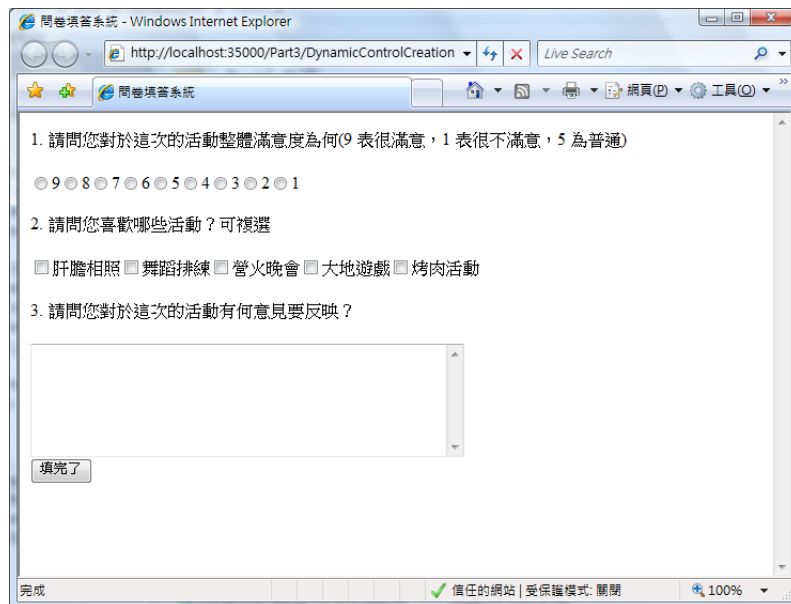 問卷填答系統 - Windows Internet Explorer
http://localhost:35000/Part3/DynamicControlCreation
Live Search
問卷填答系統
網頁(P)
工具(O)
1. 請問您對於這次的活動整體滿意度為何(9 表很滿意，1 表很不滿意，5 為普通)
9 8 7 6 5 4 3 2 1
2. 請問您喜歡哪些活動？可複選
肝膽相照 舞蹈排練 營火晚會 大地遊戲 烤肉活動
3. 請問您對於這次的活動有何意見要反映？
填完了
完成
信任的網站 | 受保護模式: 關閉
100%